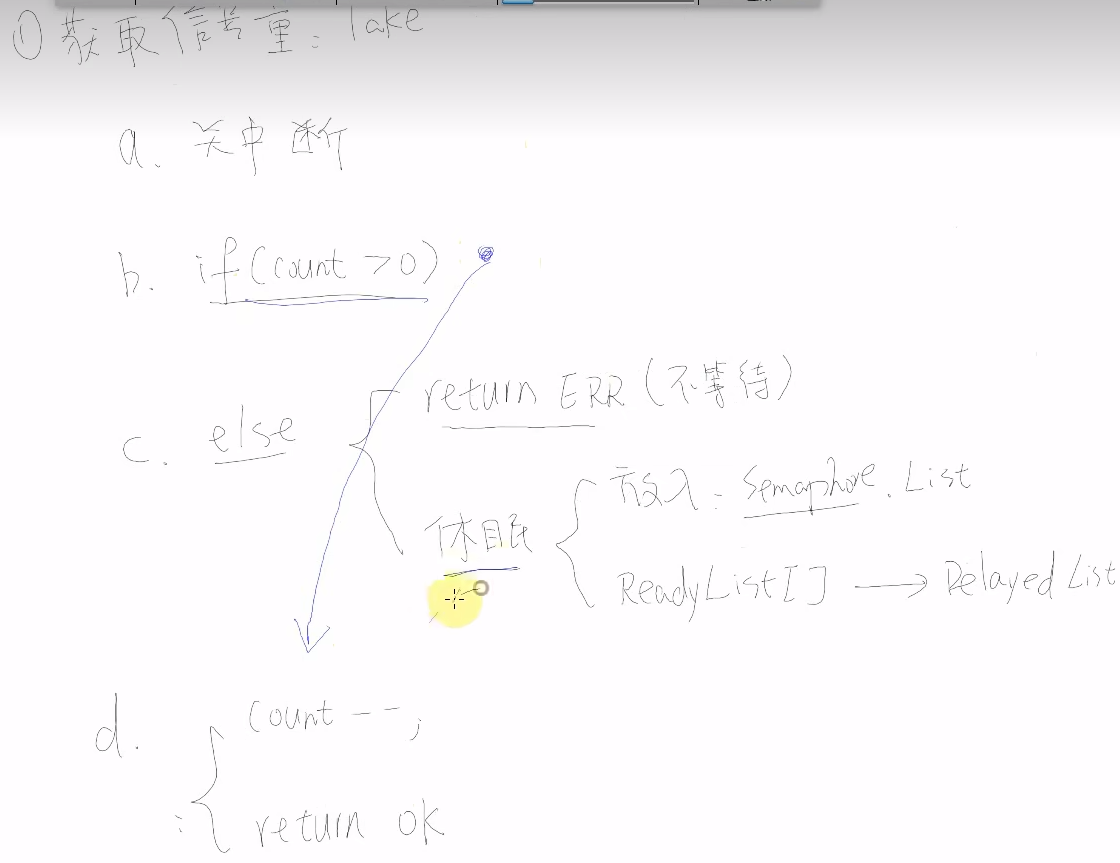 ① 获取信号量: take
a. 关中断
b. if(count >0)
return ERR (不等待)
c. else
放入: Semaphore. List
休眠
ReadyList[] → Delayed List
d. Count --;
return ok